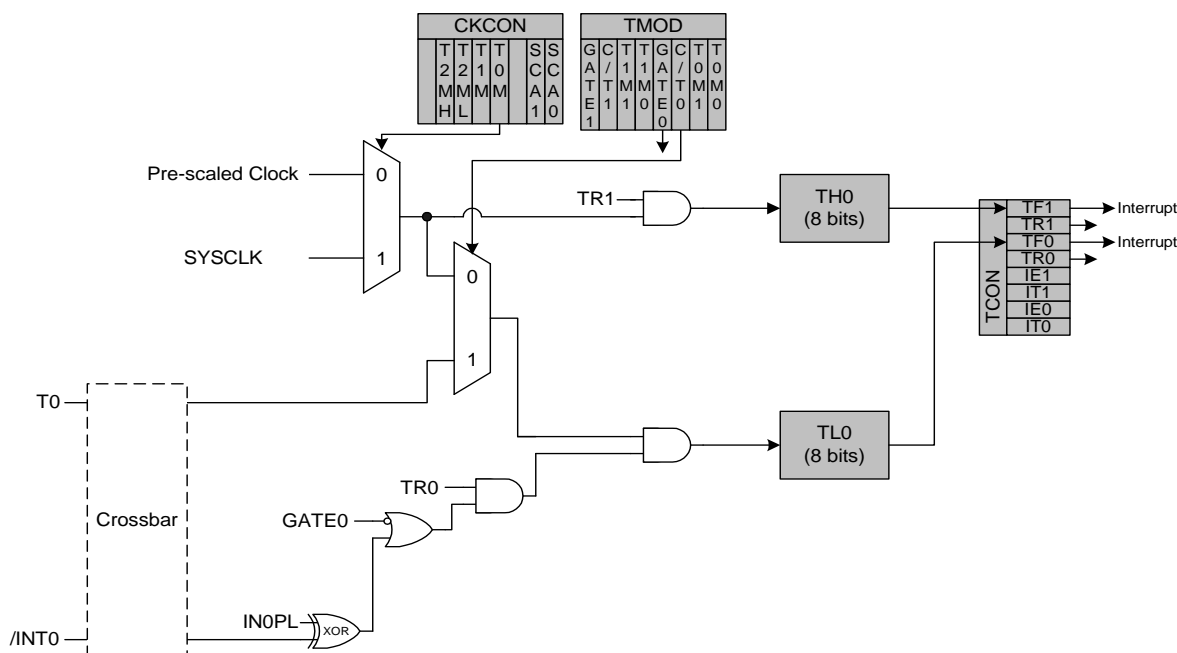 CKCON
T2MH T2ML T1M T0M SCA1 SCA0
TMOD
GATE1 C/T1 T1M1 T1M0 GATE0 C/T0 T0M1 T0M0
Pre-scaled Clock
0
SYSCLK
1
TR1
TH0
(8 bits)
TCON
TF1
TR1
TF0
TR0
IE1
IT1
IE0
IT0
Interrupt
Interrupt
0
1
T0
Crossbar
TL0
(8 bits)
TR0
GATE0
IN0PL
XOR
/INT0